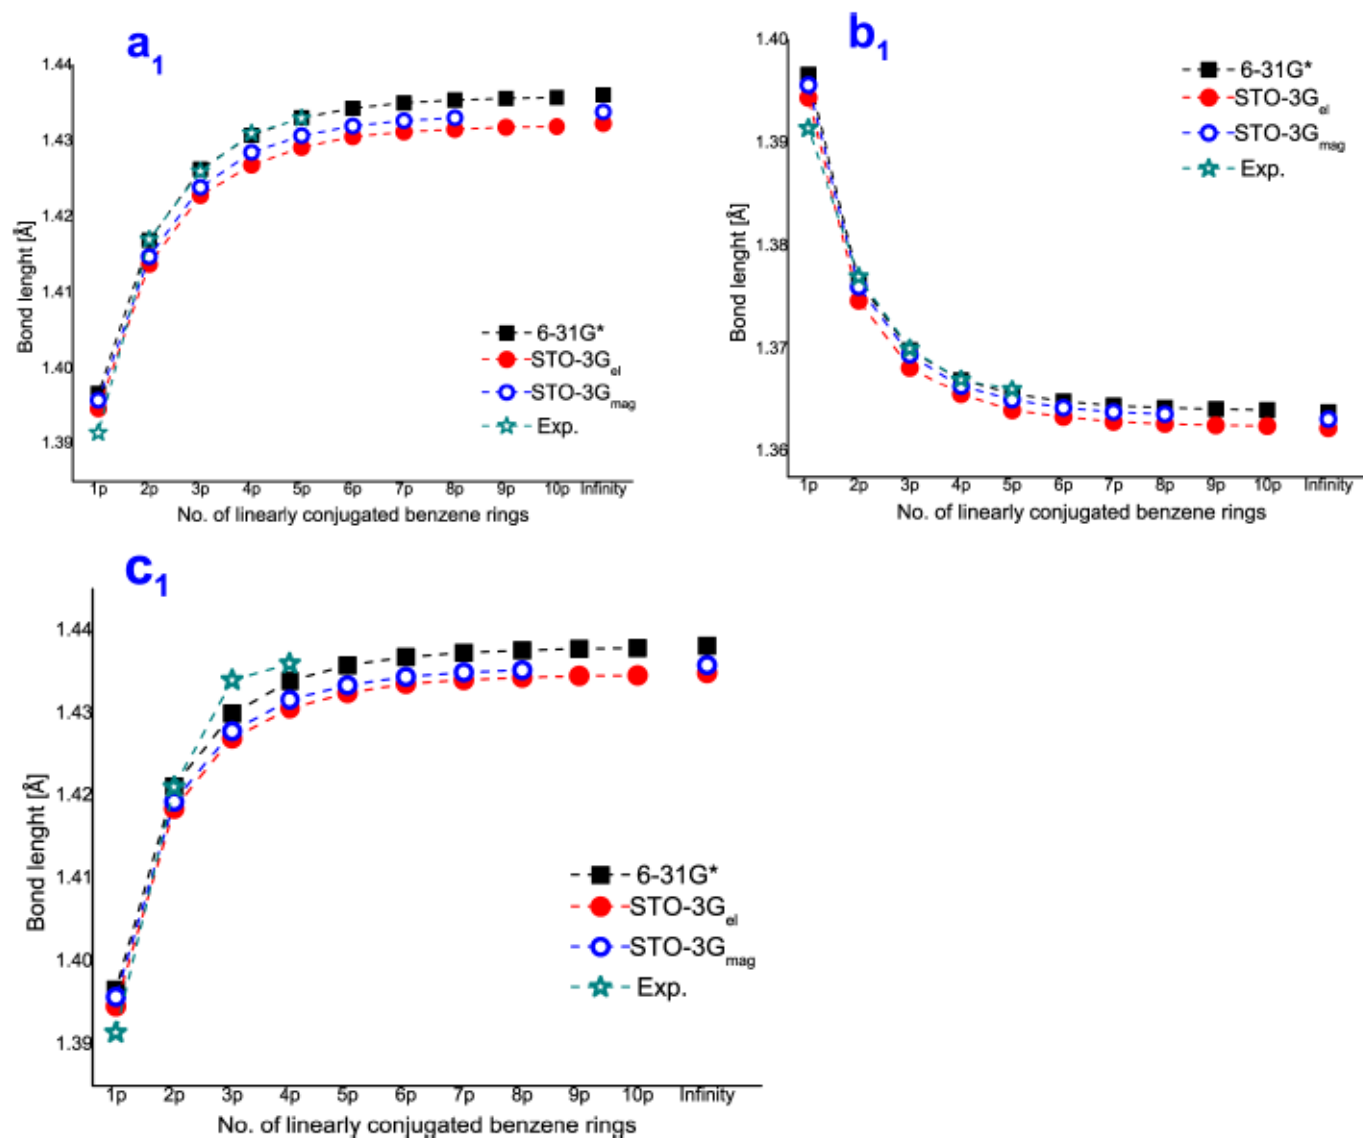 a1
1.44
1.43
1.42
1.41
1.40
1.39
Bond lenght [Å]
6-31G*
STO-3Gel
STO-3Gmag
Exp.
1p 2p 3p 4p 5p 6p 7p 8p 9p 10p Infinity
No. of linearly conjugated benzene rings
b1
1.40
1.39
1.38
1.37
1.36
Bond lenght [Å]
6-31G*
STO-3Gel
STO-3Gmag
Exp.
1p 2p 3p 4p 5p 6p 7p 8p 9p 10p Infinity
No. of linearly conjugated benzene rings
c1
1.44
1.43
1.42
1.41
1.40
1.39
Bond lenght [Å]
6-31G*
STO-3Gel
STO-3Gmag
Exp.
1p 2p 3p 4p 5p 6p 7p 8p 9p 10p Infinity
No. of linearly conjugated benzene rings